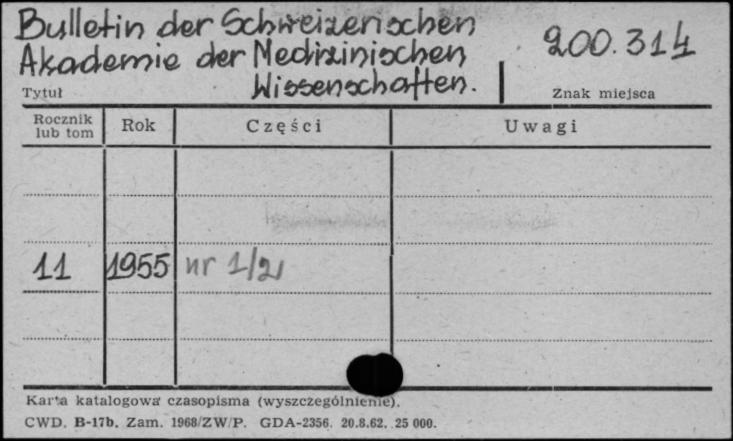 Bulletin der Schweizerischen
Akademie der Medizinischen 200.314
Wissenschaften.
Tytuł Znak miejsca
Rocznik lub tom Rok Części Uwagi
11 1955 nr 1/2
Karta katalogowa czasopisma (wyszczególnienie).
CWD. B-17b. Zam. 1968/ZW/P. GDA-2356. 20.8.62. 25 000.